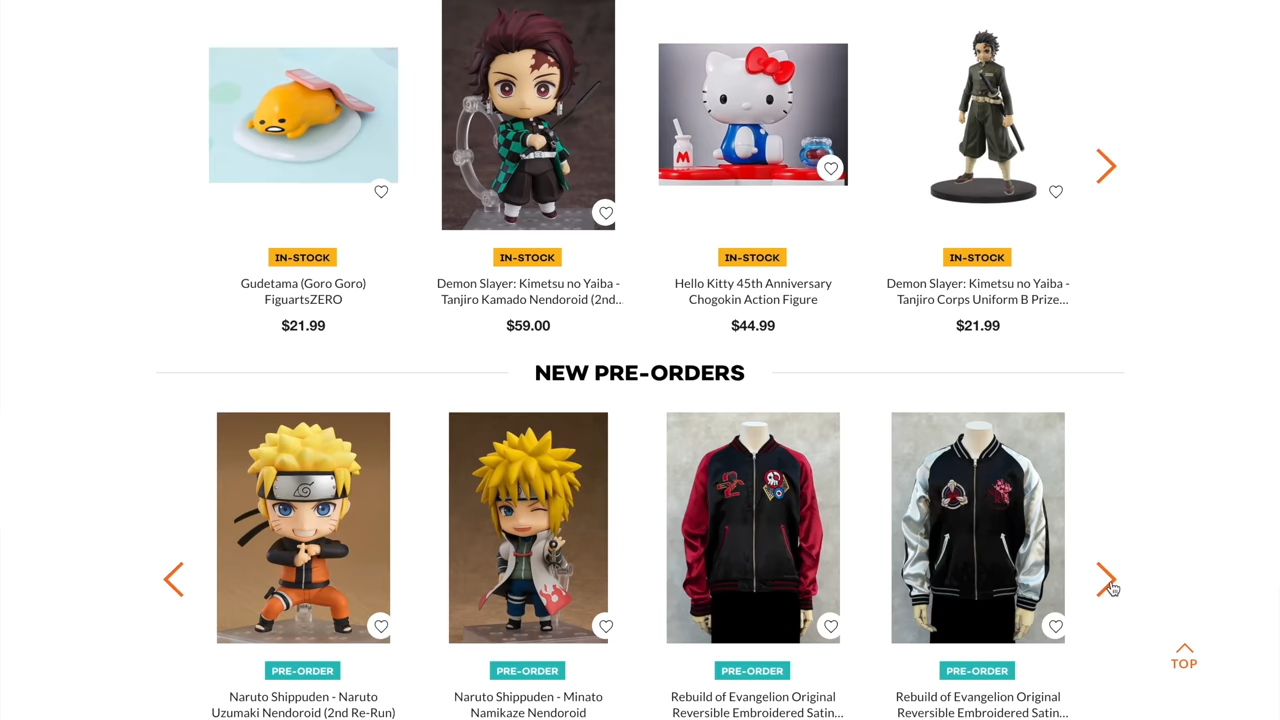 M
IN-STOCK
IN-STOCK
IN-STOCK
IN-STOCK
Gudetama (Goro Goro)
FiguartsZERO
Demon Slayer: Kimetsu no Yaiba -
Tanjiro Kamado Nendoroid (2nd...
Hello Kitty 45th Anniversary
Chogokin Action Figure
Demon Slayer: Kimetsu no Yaiba -
Tanjiro Corps Uniform B Prize...
$21.99
$59.00
$44.99
$21.99
NEW PRE-ORDERS
PRE-ORDER
PRE-ORDER
PRE-ORDER
PRE-ORDER
TOP
Naruto Shippuden - Naruto
Uzumaki Nendoroid (2nd Re-Run)
Naruto Shippuden - Minato
Namikaze Nendoroid
Rebuild of Evangelion Original
Reversible Embroidered Satin...
Rebuild of Evangelion Original
Reversible Embroidered Satin...